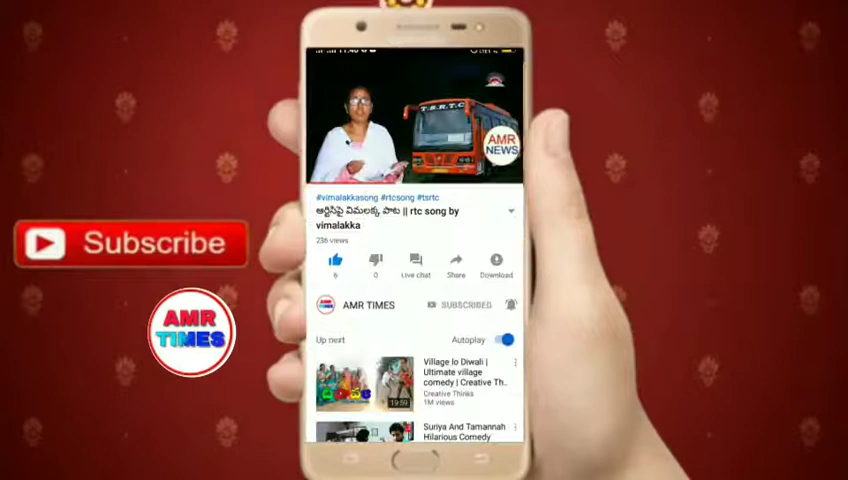 T.S.R.T.C
AMR
NEWS
#vimalakkasong #rtcsong #tsrtc
ఆర్టిసిపై విమలక్క పాట || rtc song by
vimalakka
236 views
6
0
Live chat
Share
Download
AMR TIMES
SUBSCRIBED
Up next
Autoplay
Village lo Diwali |
Ultimate village
comedy | Creative Th..
Creative Thinks
1M views
19:59
Suriya And Tamannah
Hilarious Comedy
Subscribe
AMR
TIMES